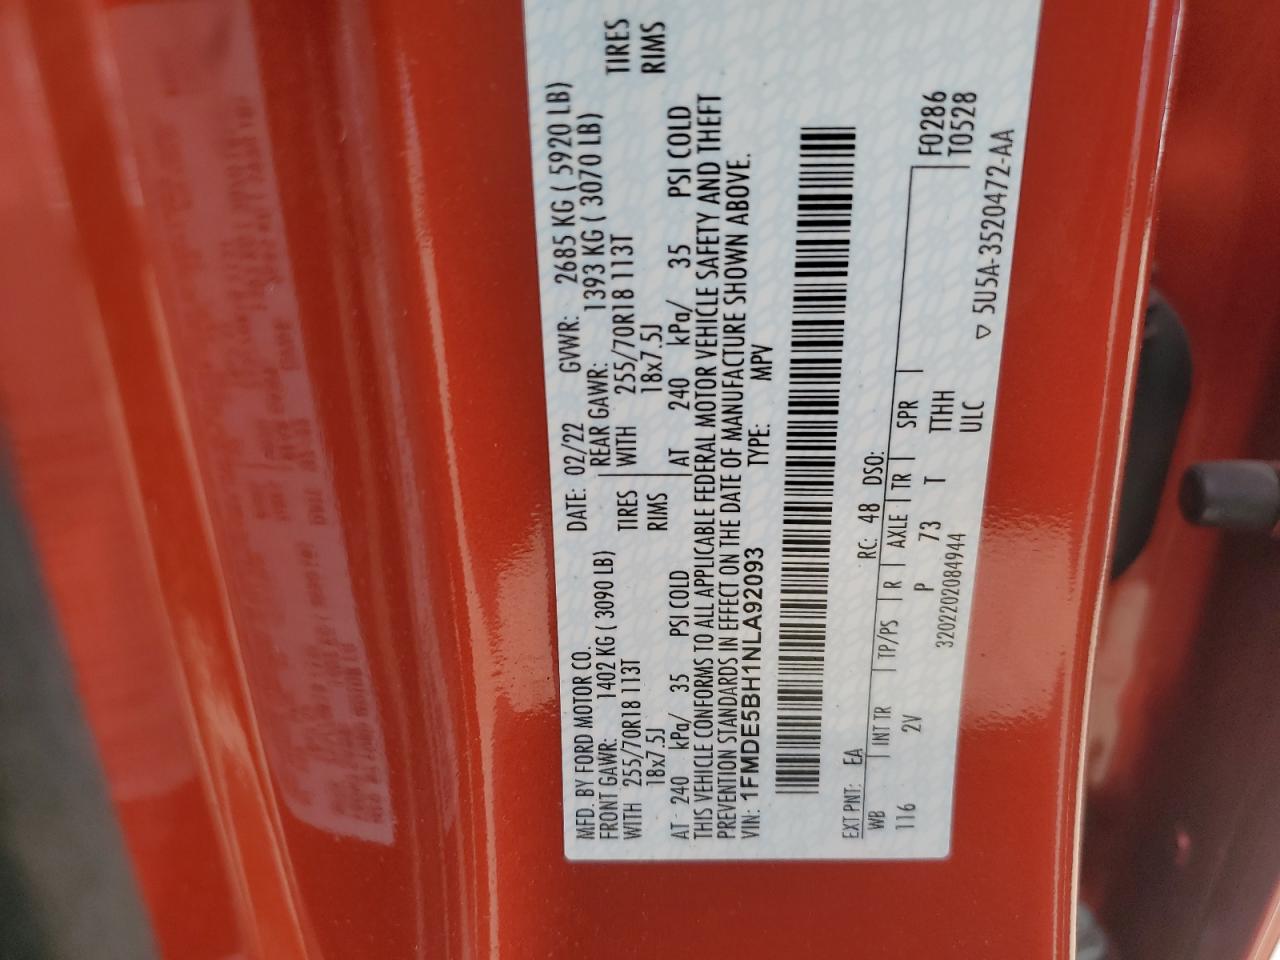 MFD. BY FORD MOTOR CO.
DATE: 02/22 GVWR: 2685 KG ( 5920 LB)
FRONT GAWR: 1402 KG ( 3090 LB)
REAR GAWR: 1393 KG ( 3070 LB)
WITH 255/70R18 113T TIRES
WITH 255/70R18 113T TIRES
18x7.5J RIMS
18x7.5J RIMS
AT 240 kPa/ 35 PSI COLD
AT 240 kPa/ 35 PSI COLD
THIS VEHICLE CONFORMS TO ALL APPLICABLE FEDERAL MOTOR VEHICLE SAFETY AND THEFT
PREVENTION STANDARDS IN EFFECT ON THE DATE OF MANUFACTURE SHOWN ABOVE.
VIN: 1FMDE5BH1NLA92093 TYPE: MPV
EXT PNT: EA RC: 48 DSO:
WB INT TR TP/PS R AXLE TR SPR
F0286
116 2V P 73 T TTHH T0528
3202202084944 ULC
▽ 5U5A-3520472-AA